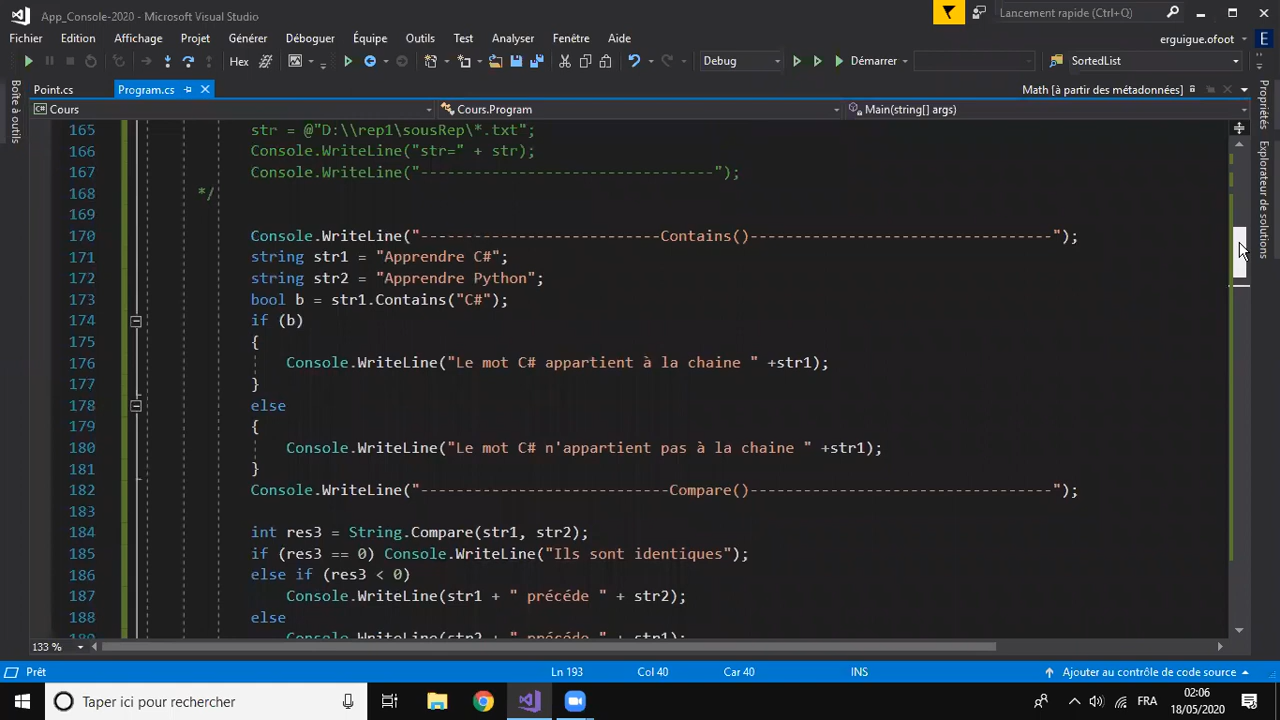 App_Console-2020 - Microsoft Visual Studio
Lancement rapide (Ctrl+Q)
Fichier Edition Affichage Projet Générer Déboguer Équipe Outils Test Analyser Fenêtre Aide
erguigue.ofoot
E
Hex
Debug
Démarrer
SortedList
Boîte à outils
Point.cs
Program.cs
Math [à partir des métadonnées]
Propriétés
Explorateur de solutions
Cours
Cours.Program
Main(string[] args)
165 str = @"D:\\rep1\sousRep\*.txt";
166 Console.WriteLine("str=" + str);
167 Console.WriteLine("---------------------------------");
168 */
169
170 Console.WriteLine("---------------------------Contains()----------------------------------");
171 string str1 = "Apprendre C#";
172 string str2 = "Apprendre Python";
173 bool b = str1.Contains("C#");
174 if (b)
175 {
176 Console.WriteLine("Le mot C# appartient à la chaine " +str1);
177 }
178 else
179 {
180 Console.WriteLine("Le mot C# n'appartient pas à la chaine " +str1);
181 }
182 Console.WriteLine("----------------------------Compare()----------------------------------");
183
184 int res3 = String.Compare(str1, str2);
185 if (res3 == 0) Console.WriteLine("Ils sont identiques");
186 else if (res3 < 0)
187 Console.WriteLine(str1 + " précéde " + str2);
188 else
189 Console.WriteLine(str2 + " précéde " + str1);
133 %
Prêt
Ln 193
Col 40
Car 40
INS
Ajouter au contrôle de code source
Taper ici pour rechercher
FRA
02:06
18/05/2020